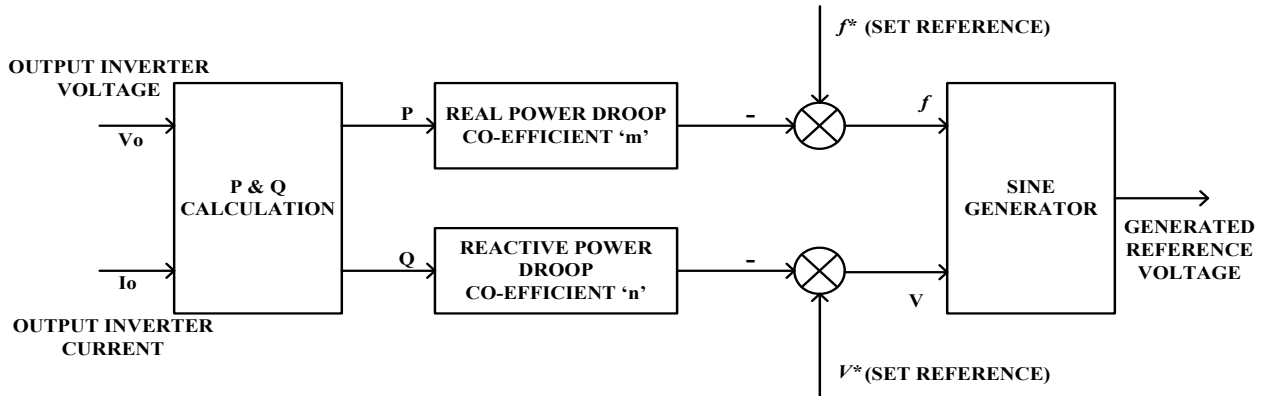 f* (SET REFERENCE)
OUTPUT INVERTER
VOLTAGE
Vo
P & Q
CALCULATION
Io
OUTPUT INVERTER
CURRENT
P
REAL POWER DROOP
CO-EFFICIENT ‘m’
-
f
Q
REACTIVE POWER
DROOP
CO-EFFICIENT ‘n’
-
V
V* (SET REFERENCE)
SINE
GENERATOR
GENERATED
REFERENCE
VOLTAGE